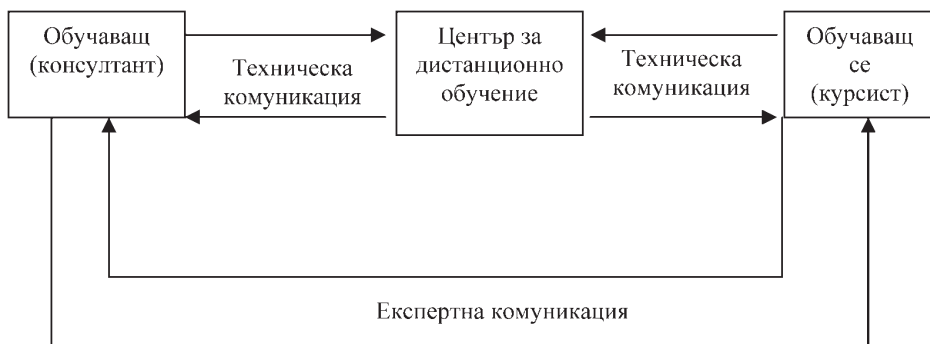 Обучаващ
(консултант)
Техническа
комуникация
Център за
дистанционно
обучение
Техническа
комуникация
Обучаващ
се
(курсист)
Експертна комуникация